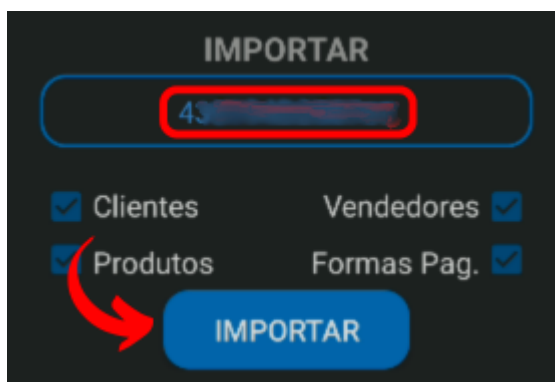 IMPORTAR
Clientes
Vendedores
Produtos
Formas Pag.
IMPORTAR